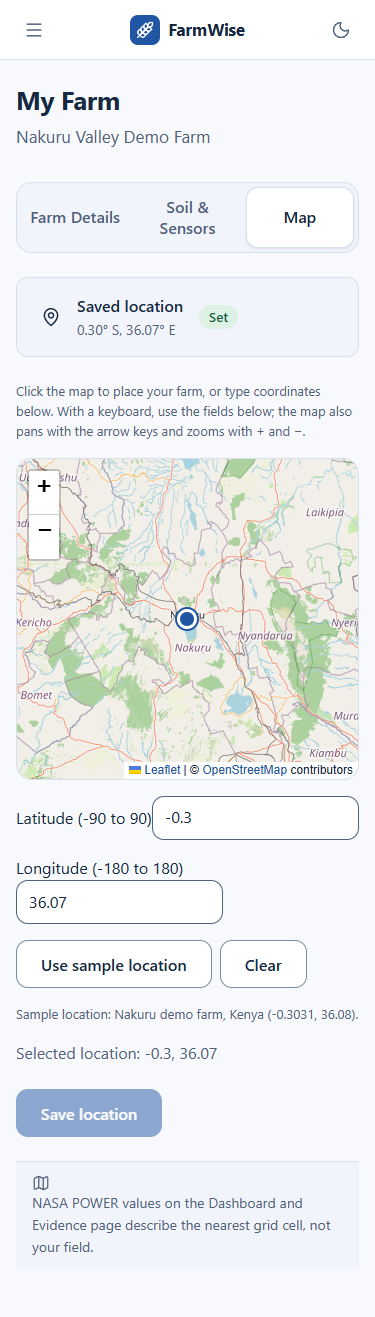 FarmWise
My Farm
Nakuru Valley Demo Farm
Farm Details
Soil &
Sensors
Map
Saved location
0.30° S, 36.07° E
Set
Click the map to place your farm, or type coordinates
below. With a keyboard, use the fields below; the map also
pans with the arrow keys and zooms with + and −.
+
−
Laikipia
Kericho
Nakuru
Nyandarua
Nyeri
Bomet
Kiambu
Leaflet | © OpenStreetMap contributors
Latitude (-90 to 90)
-0.3
Longitude (-180 to 180)
36.07
Use sample location
Clear
Sample location: Nakuru demo farm, Kenya (-0.3031, 36.08).
Selected location: -0.3, 36.07
Save location
NASA POWER values on the Dashboard and
Evidence page describe the nearest grid cell, not
your field.